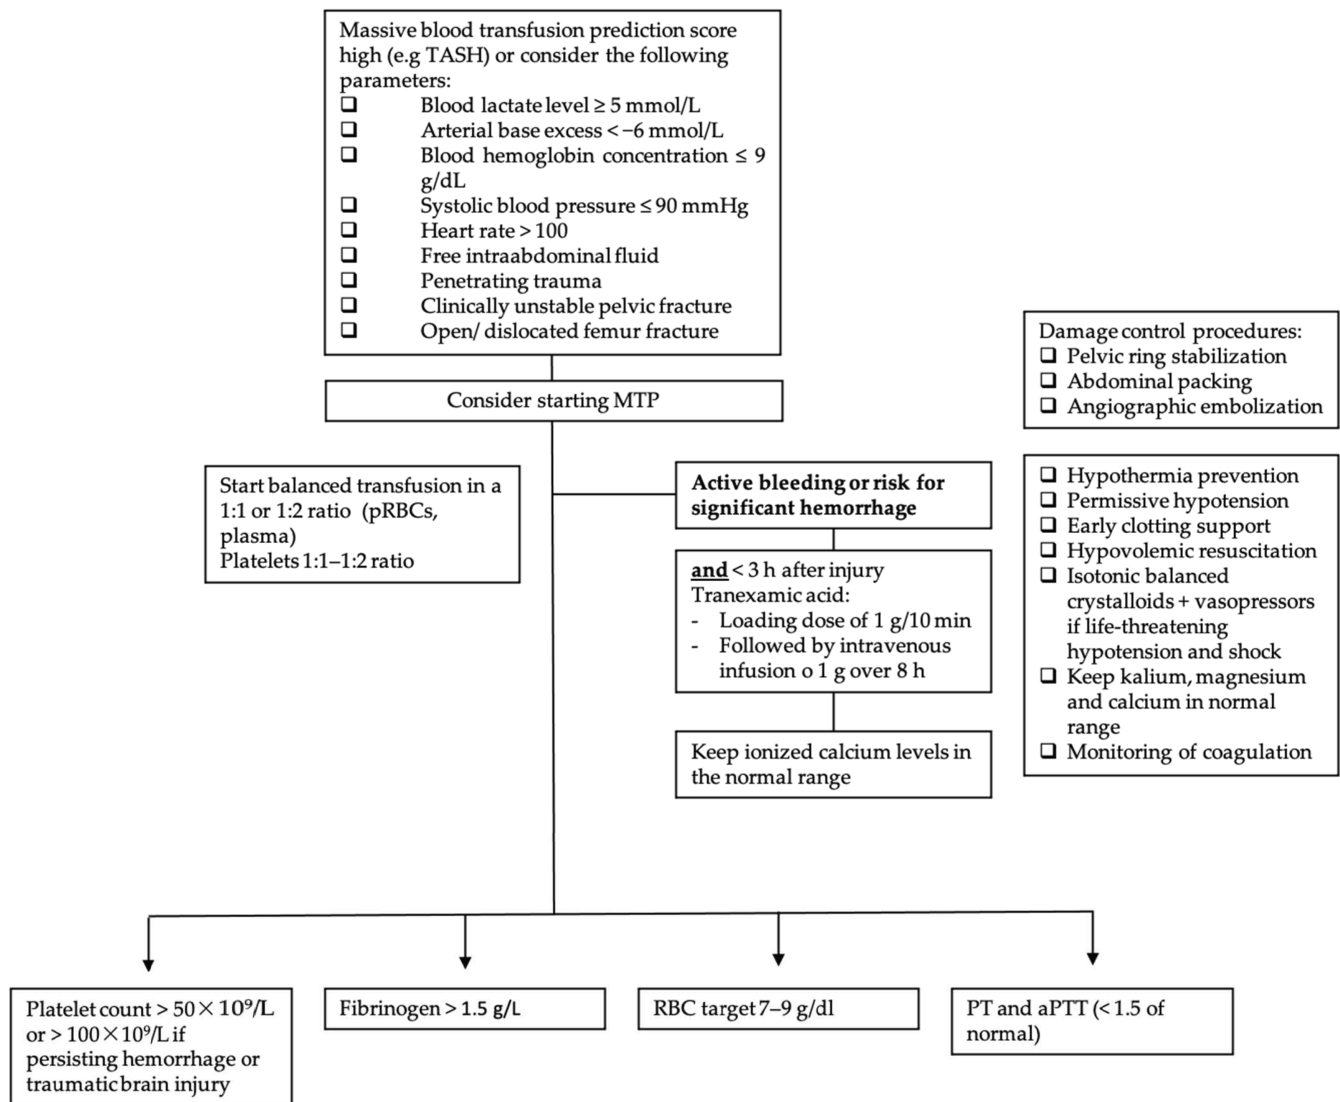 Massive blood transfusion prediction score
high (e.g TASH) or consider the following
parameters:
❑ Blood lactate level ≥ 5 mmol/L
❑ Arterial base excess < −6 mmol/L
❑ Blood hemoglobin concentration ≤ 9
g/dL
❑ Systolic blood pressure ≤ 90 mmHg
❑ Heart rate > 100
❑ Free intraabdominal fluid
❑ Penetrating trauma
❑ Clinically unstable pelvic fracture
❑ Open/ dislocated femur fracture
Consider starting MTP
Start balanced transfusion in a
1:1 or 1:2 ratio (pRBCs,
plasma)
Platelets 1:1–1:2 ratio
Active bleeding or risk for
significant hemorrhage
and < 3 h after injury
Tranexamic acid:
- Loading dose of 1 g/10 min
- Followed by intravenous
infusion o 1 g over 8 h
Keep ionized calcium levels in
the normal range
Damage control procedures:
❑ Pelvic ring stabilization
❑ Abdominal packing
❑ Angiographic embolization
❑ Hypothermia prevention
❑ Permissive hypotension
❑ Early clotting support
❑ Hypovolemic resuscitation
❑ Isotonic balanced
crystalloids + vasopressors
if life-threatening
hypotension and shock
❑ Keep kalium, magnesium
and calcium in normal
range
❑ Monitoring of coagulation
Platelet count > 50 × 10⁹/L
or > 100 × 10⁹/L if
persisting hemorrhage or
traumatic brain injury
Fibrinogen > 1.5 g/L
RBC target 7–9 g/dl
PT and aPTT (< 1.5 of
normal)